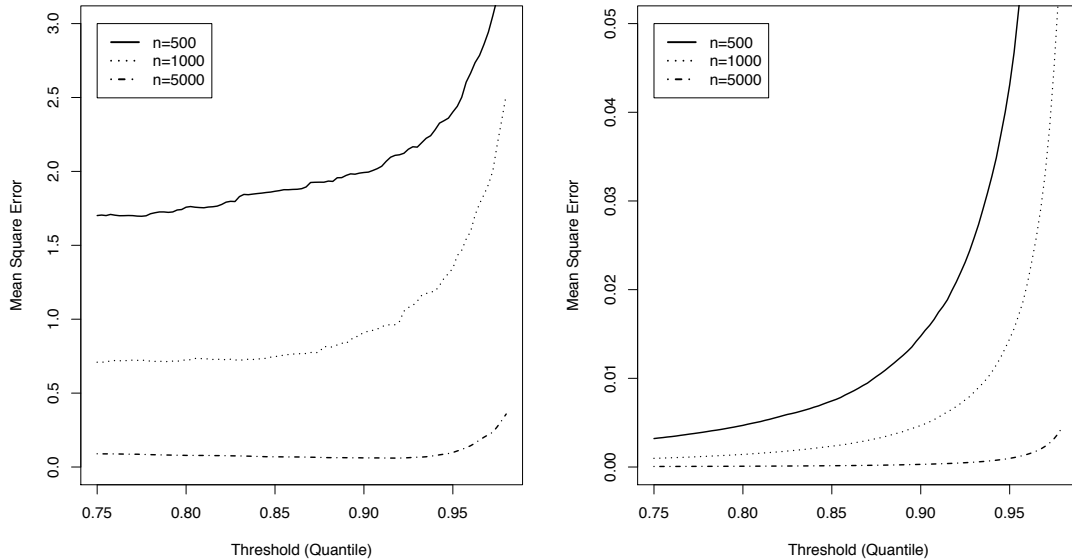 n=500
n=1000
n=5000
3.0
2.5
2.0
1.5
1.0
0.5
0.0
Mean Square Error
0.75
0.80
0.85
0.90
0.95
Threshold (Quantile)
n=500
n=1000
n=5000
0.05
0.04
0.03
0.02
0.01
0.00
Mean Square Error
0.75
0.80
0.85
0.90
0.95
Threshold (Quantile)